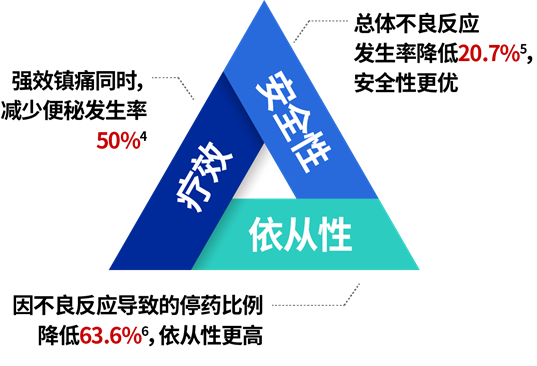 总体不良反应
发生率降低20.7%5,
安全性更优
强效镇痛同时,
减少便秘发生率
50%4
安全性
疗效
依从性
因不良反应导致的停药比例
降低63.6%6, 依从性更高